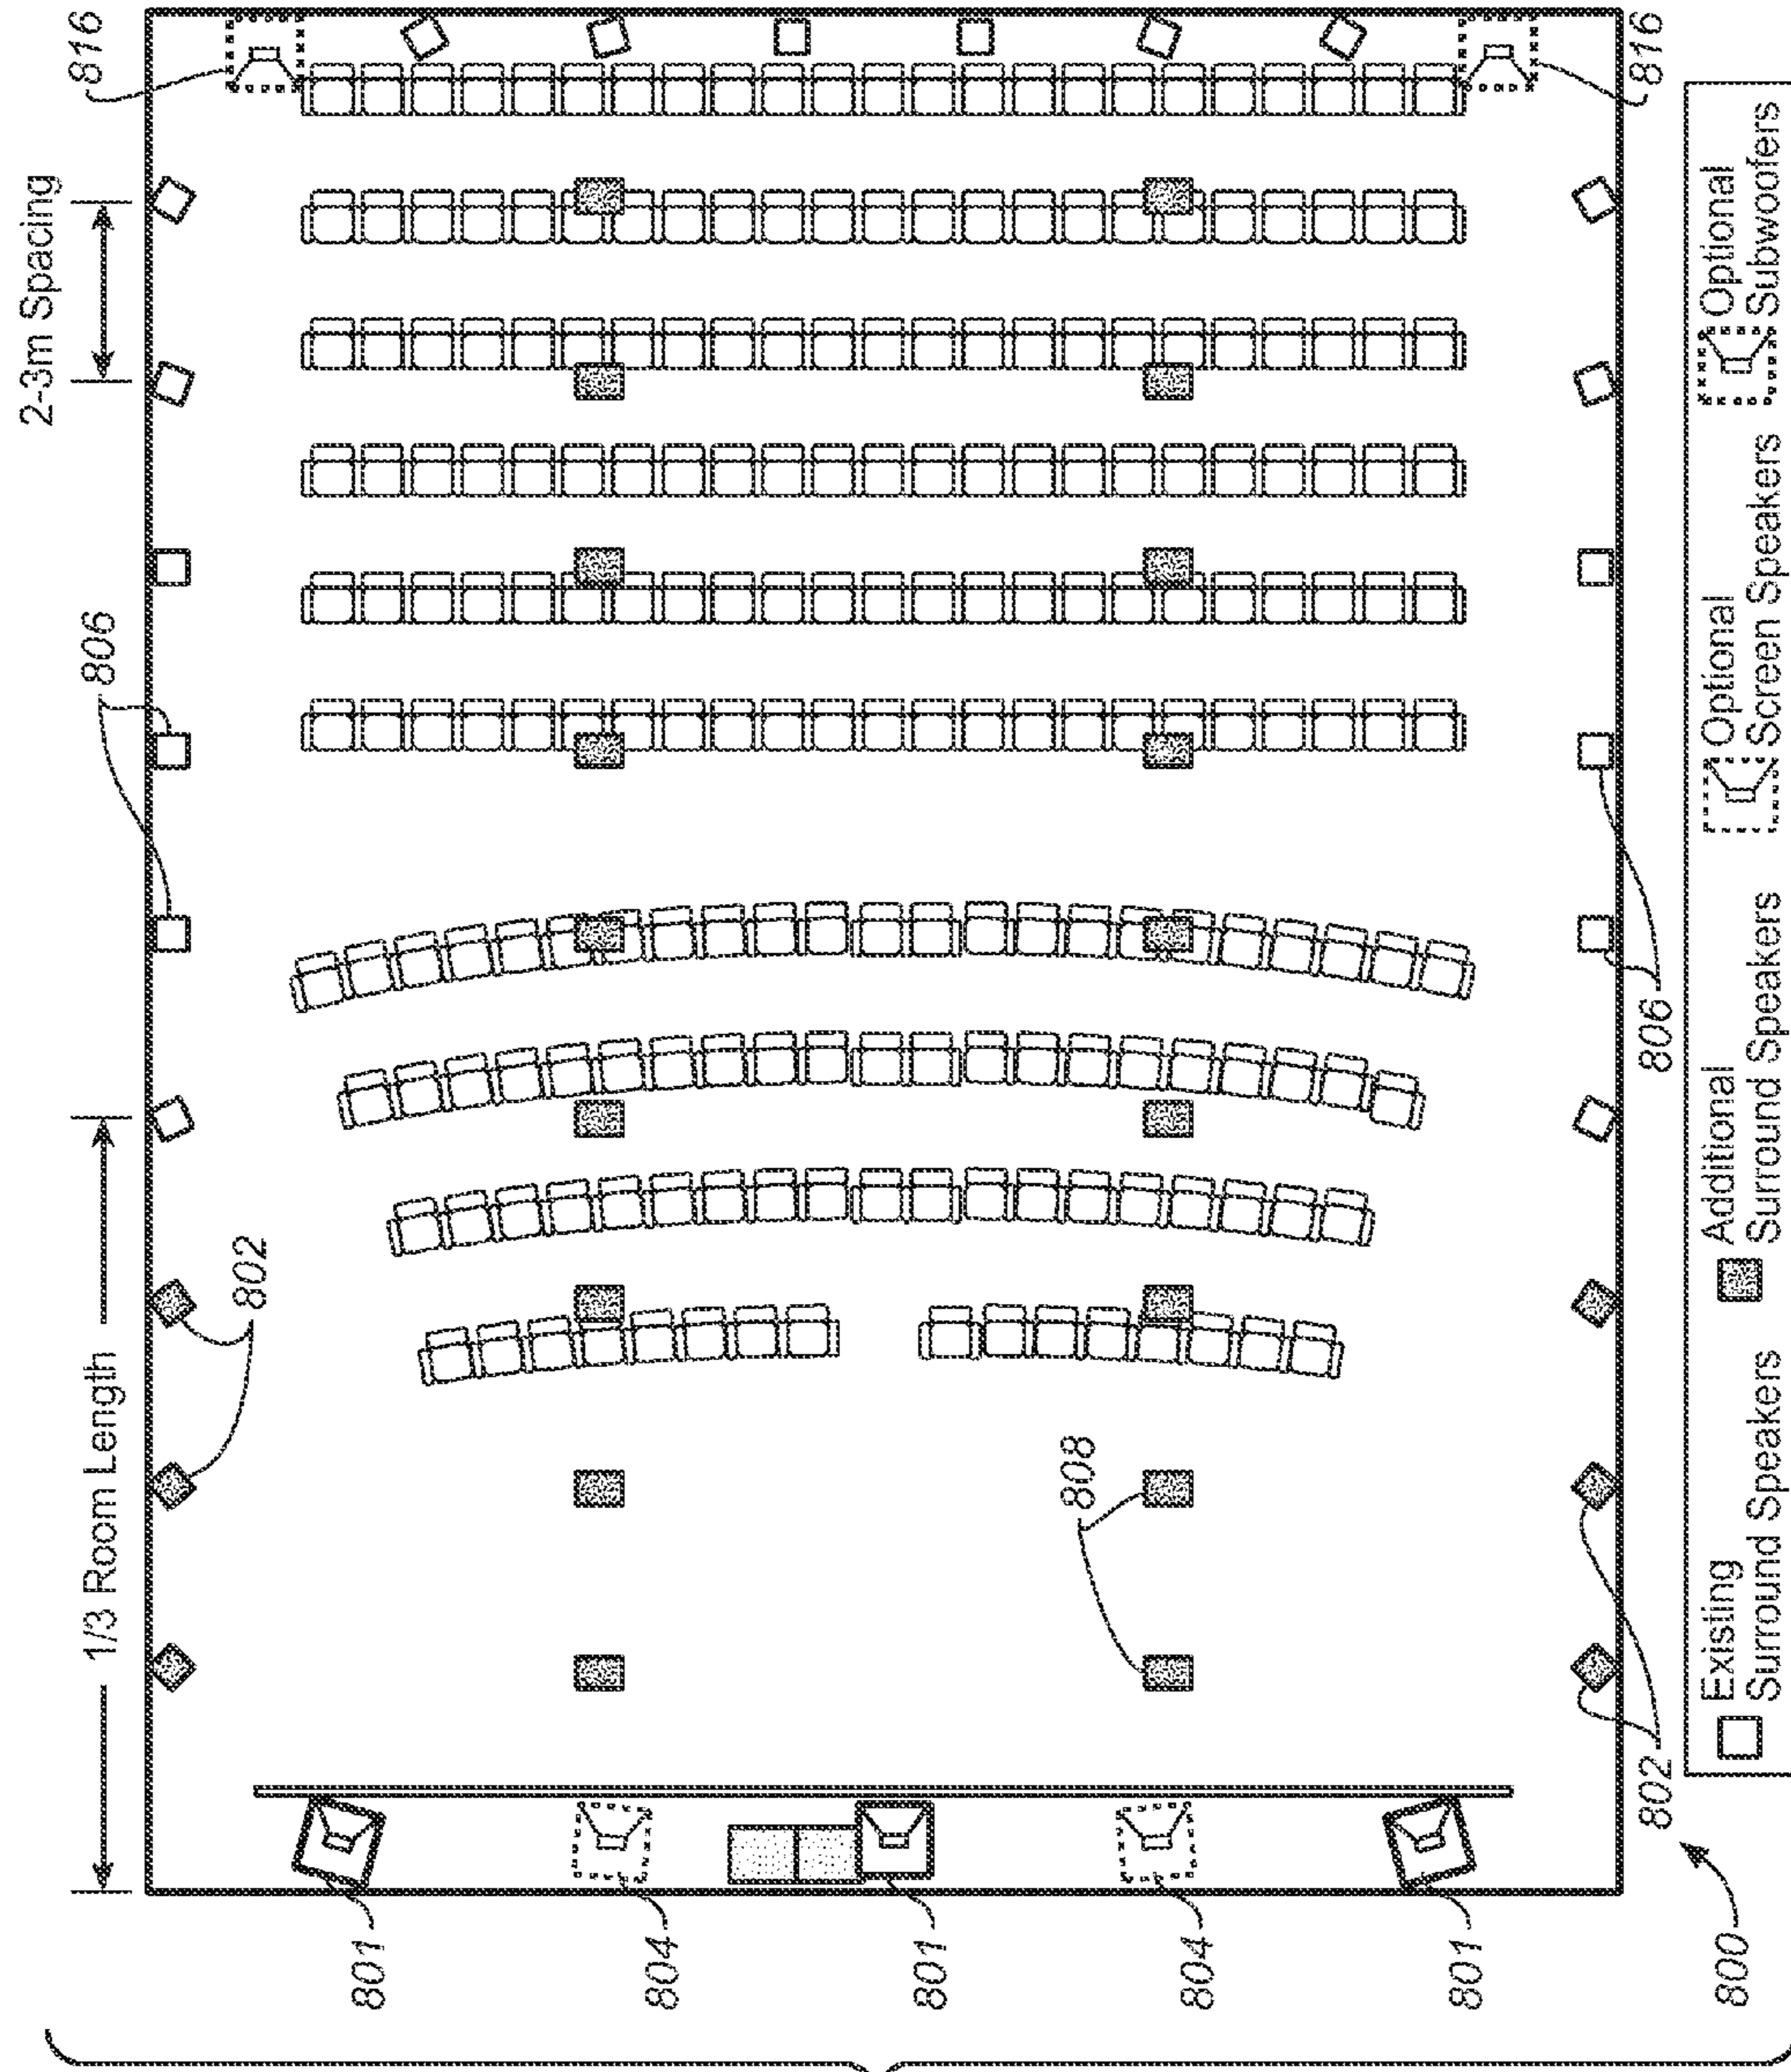 2-3m Spacing
816
1/3 Room Length
806
802
801
804
801
808
804
801
802
806
816
800
Existing
Surround Speakers
Additional
Surround Speakers
Optional
Screen Speakers
Optional
Subwoofers